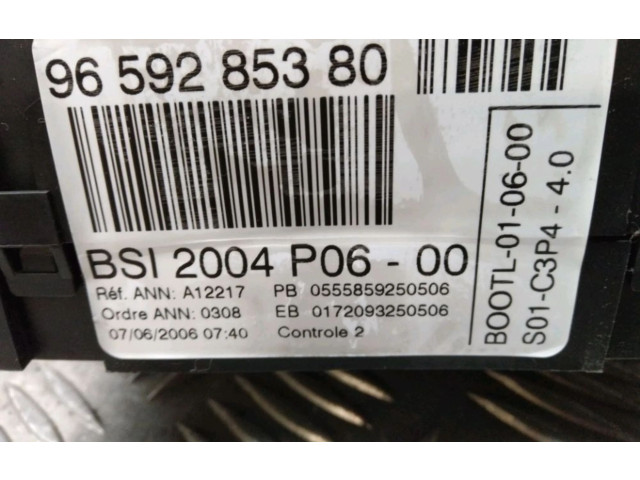 96 592 853 80
BSI 2004 P06 - 00
Réf. ANN: A12217 PB 0555859250506
Ordre ANN: 0308 EB 0172093250506
07/06/2006 07:40 Controle 2
BOOTL-01-06-00
S01-C3P4 - 4.0